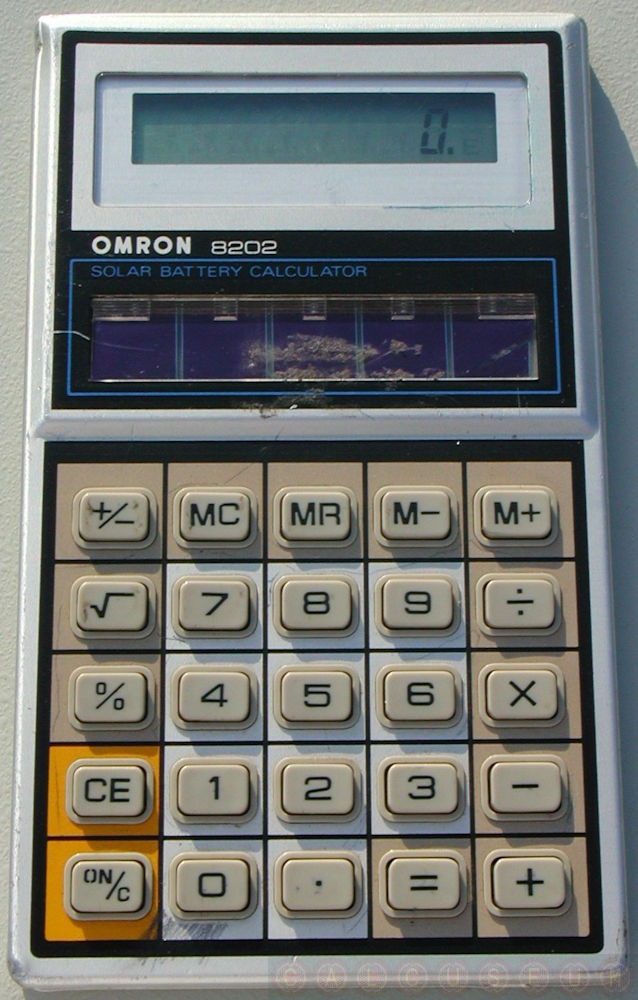 0. E
OMRON 8202
SOLAR BATTERY CALCULATOR
+/− MC MR M− M+
√ 7 8 9 ÷
% 4 5 6 ×
CE 1 2 3 −
ON/C 0 . = +